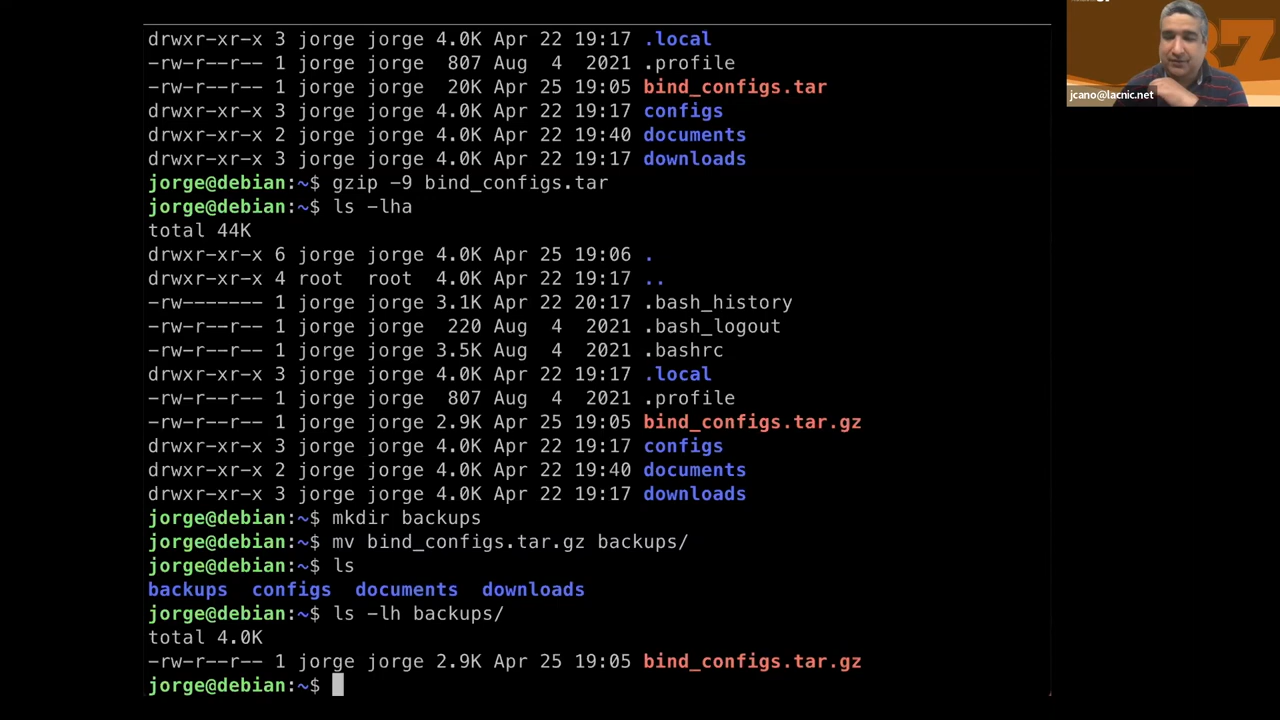 drwxr-xr-x 3 jorge jorge 4.0K Apr 22 19:17 .local
-rw-r--r-- 1 jorge jorge  807 Aug  4  2021 .profile
-rw-r--r-- 1 jorge jorge  20K Apr 25 19:05 bind_configs.tar
drwxr-xr-x 3 jorge jorge 4.0K Apr 22 19:17 configs
drwxr-xr-x 2 jorge jorge 4.0K Apr 22 19:40 documents
drwxr-xr-x 3 jorge jorge 4.0K Apr 22 19:17 downloads
jorge@debian:~$ gzip -9 bind_configs.tar
jorge@debian:~$ ls -lha
total 44K
drwxr-xr-x 6 jorge jorge 4.0K Apr 25 19:06 .
drwxr-xr-x 4 root  root  4.0K Apr 22 19:17 ..
-rw------- 1 jorge jorge 3.1K Apr 22 20:17 .bash_history
-rw-r--r-- 1 jorge jorge  220 Aug  4  2021 .bash_logout
-rw-r--r-- 1 jorge jorge 3.5K Aug  4  2021 .bashrc
drwxr-xr-x 3 jorge jorge 4.0K Apr 22 19:17 .local
-rw-r--r-- 1 jorge jorge  807 Aug  4  2021 .profile
-rw-r--r-- 1 jorge jorge 2.9K Apr 25 19:05 bind_configs.tar.gz
drwxr-xr-x 3 jorge jorge 4.0K Apr 22 19:17 configs
drwxr-xr-x 2 jorge jorge 4.0K Apr 22 19:40 documents
drwxr-xr-x 3 jorge jorge 4.0K Apr 22 19:17 downloads
jorge@debian:~$ mkdir backups
jorge@debian:~$ mv bind_configs.tar.gz backups/
jorge@debian:~$ ls
backups  configs  documents  downloads
jorge@debian:~$ ls -lh backups/
total 4.0K
-rw-r--r-- 1 jorge jorge 2.9K Apr 25 19:05 bind_configs.tar.gz
jorge@debian:~$
jcano@lacnic.net